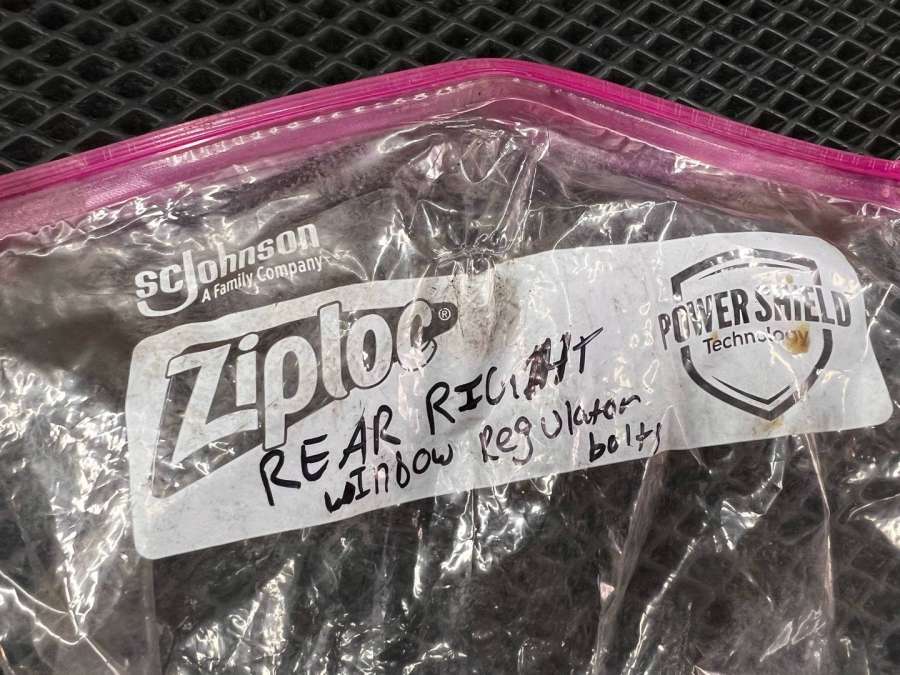 scJohnson
A Family Company
Ziploc®
POWER SHIELD
Technology
REAR RIGHT
WINDOW Regulator
bolts